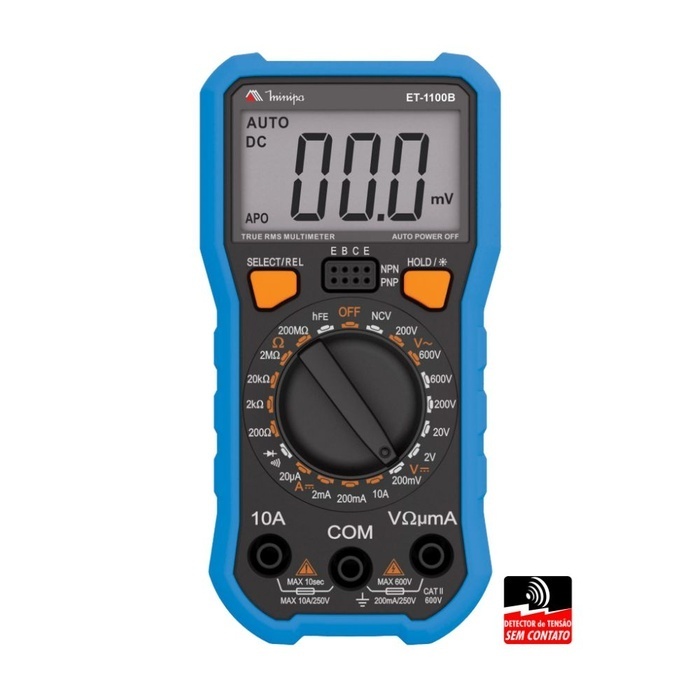 minipa ET-1100B
AUTO
DC
00.0 mV
APO
TRUE RMS MULTIMETER AUTO POWER OFF
E B C E
SELECT/REL
NPN
PNP
HOLD / ☀
hFE
OFF
NCV
200MΩ
200V
Ω
V~
2MΩ
600V
20kΩ
600V
2kΩ
200V
200Ω
20V
2V
V⎓
20μA
200mV
A⎓
2mA
200mA
10A
10A
COM
VΩμmA
MAX 10sec
MAX 10A/250V
MAX 600V
200mA/250V
CAT II
600V
DETECTOR de TENSÃO
SEM CONTATO